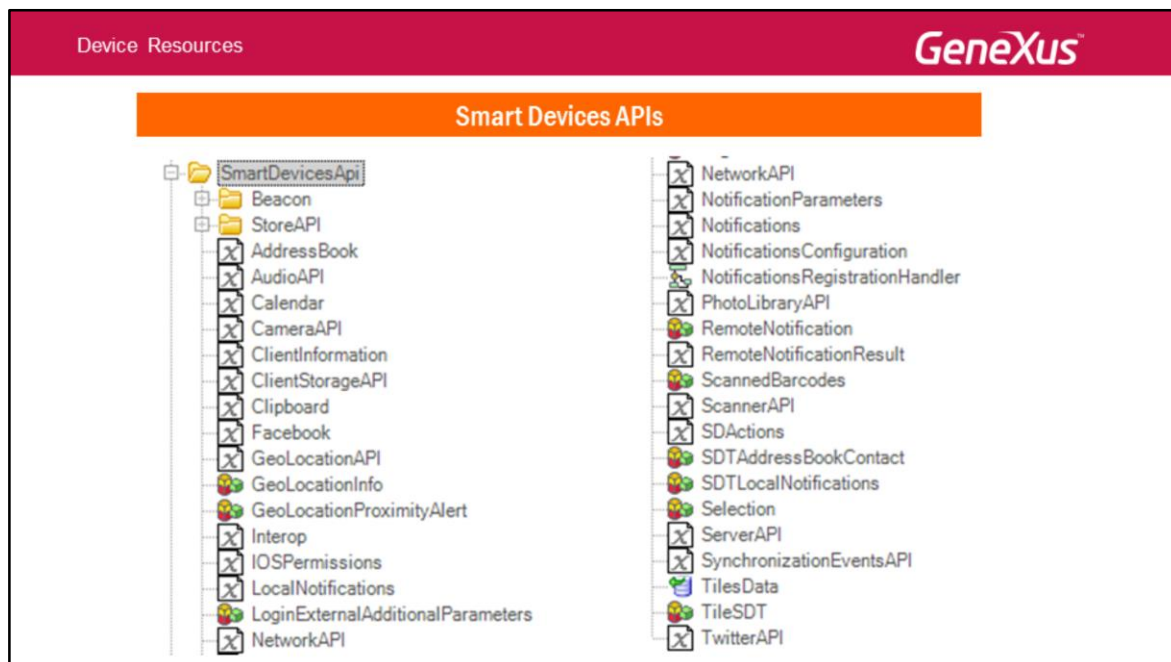 Device Resources
GeneXus™
Smart Devices APIs
SmartDevicesApi
Beacon
StoreAPI
AddressBook
AudioAPI
Calendar
CameraAPI
ClientInformation
ClientStorageAPI
Clipboard
Facebook
GeoLocationAPI
GeoLocationInfo
GeoLocationProximityAlert
Interop
IOSPermissions
LocalNotifications
LoginExternalAdditionalParameters
NetworkAPI
NetworkAPI
NotificationParameters
Notifications
NotificationsConfiguration
NotificationsRegistrationHandler
PhotoLibraryAPI
RemoteNotification
RemoteNotificationResult
ScannedBarcodes
ScannerAPI
SDActions
SDTAddressBookContact
SDTLocalNotifications
Selection
ServerAPI
SynchronizationEventsAPI
TilesData
TileSDT
TwitterAPI